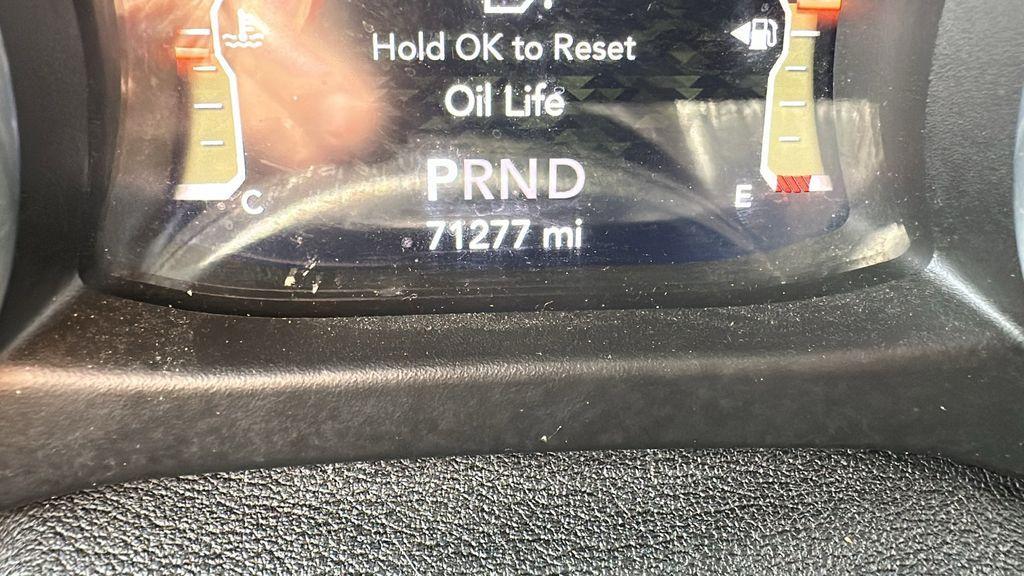 Hold OK to Reset
Oil Life
PRND
C
E
71277 mi